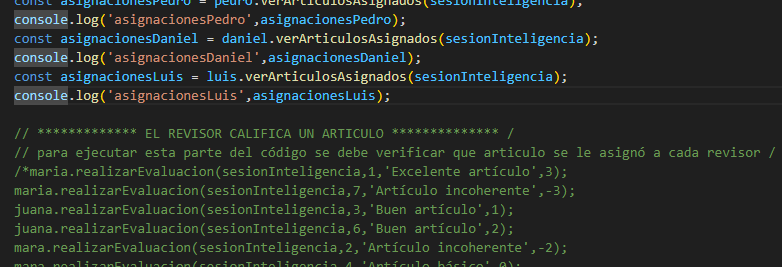 const asignacionesPedro = pedro.verArticulosAsignados(sesionInteligencia);
console.log('asignacionesPedro',asignacionesPedro);
const asignacionesDaniel = daniel.verArticulosAsignados(sesionInteligencia);
console.log('asignacionesDaniel',asignacionesDaniel);
const asignacionesLuis = luis.verArticulosAsignados(sesionInteligencia);
console.log('asignacionesLuis',asignacionesLuis);
// ************* EL REVISOR CALIFICA UN ARTICULO ************** /
// para ejecutar esta parte del código se debe verificar que articulo se le asignó a cada revisor /
/*maria.realizarEvaluacion(sesionInteligencia,1,'Excelente artículo',3);
maria.realizarEvaluacion(sesionInteligencia,7,'Artículo incoherente',-3);
juana.realizarEvaluacion(sesionInteligencia,3,'Buen artículo',1);
juana.realizarEvaluacion(sesionInteligencia,6,'Buen artículo',2);
mara.realizarEvaluacion(sesionInteligencia,2,'Artículo incoherente',-2);
mara.realizarEvaluacion(sesionInteligencia,4,'Artículo básico',0);